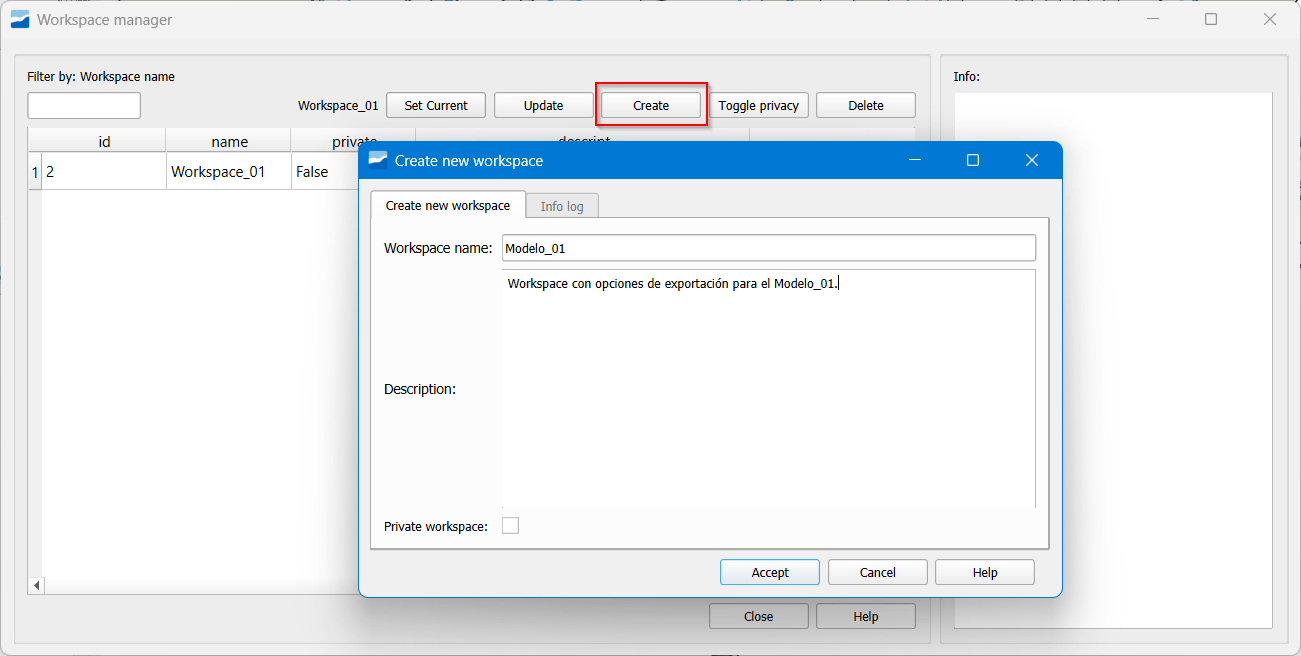 Workspace manager
Filter by: Workspace name
Info:
Workspace_01 Set Current Update Create Toggle privacy Delete
id name private descript
1 2 Workspace_01 False
Create new workspace
Create new workspace Info log
Workspace name: Modelo_01
Workspace con opciones de exportación para el Modelo_01.
Description:
Private workspace:
Accept Cancel Help
Close Help